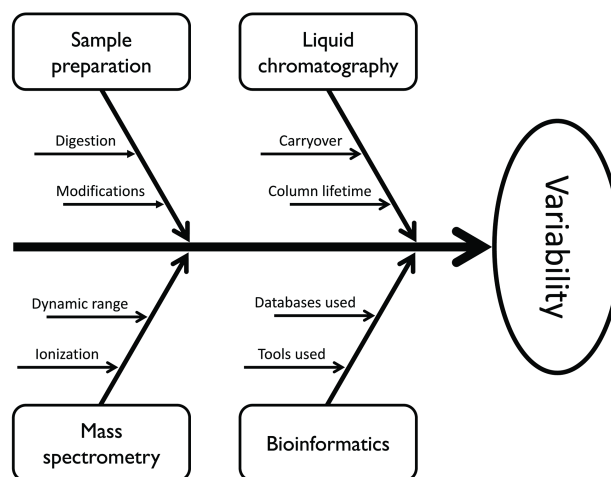 Sample
preparation
Liquid
chromatography
Digestion
Carryover
Modifications
Column lifetime
Variability
Dynamic range
Databases used
Ionization
Tools used
Mass
spectrometry
Bioinformatics